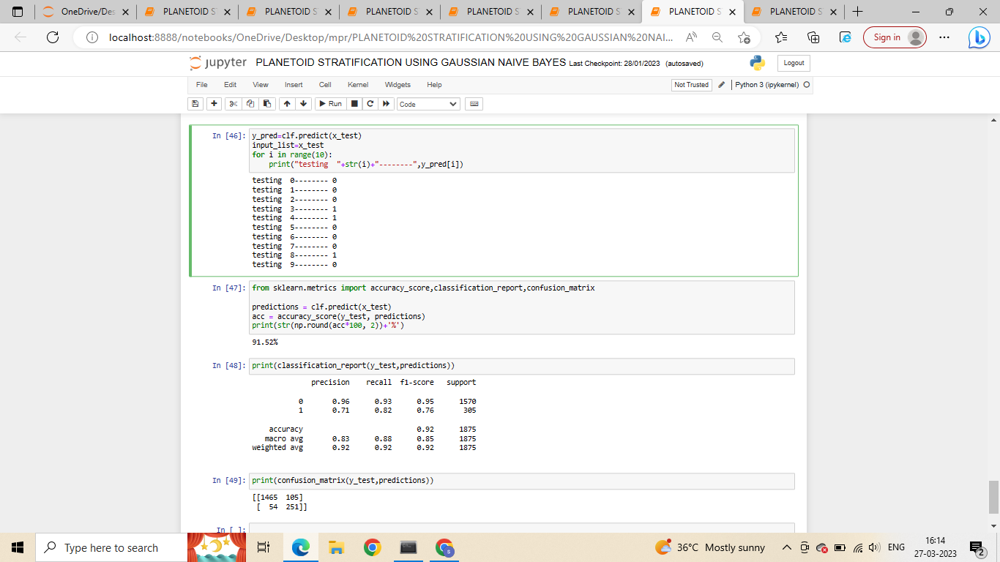 OneDrive/Des
PLANETOID S
PLANETOID S
PLANETOID S
PLANETOID S
PLANETOID S
PLANETOID S
PLANETOID S
localhost:8888/notebooks/OneDrive/Desktop/mpr/PLANETOID%20STRATIFICATION%20USING%20GAUSSIAN%20NAI...
Sign in
jupyter PLANETOID STRATIFICATION USING GAUSSIAN NAIVE BAYES Last Checkpoint: 28/01/2023 (autosaved)
Logout
File Edit View Insert Cell Kernel Widgets Help
Not Trusted Python 3 (ipykernel)
Run Code
In [46]: y_pred=clf.predict(x_test)
input_list=x_test
for i in range(10):
    print("testing  "+str(i)+"--------",y_pred[i])
testing  0-------- 0
testing  1-------- 0
testing  2-------- 0
testing  3-------- 1
testing  4-------- 1
testing  5-------- 0
testing  6-------- 0
testing  7-------- 0
testing  8-------- 1
testing  9-------- 0
In [47]: from sklearn.metrics import accuracy_score,classification_report,confusion_matrix
predictions = clf.predict(x_test)
acc = accuracy_score(y_test, predictions)
print(str(np.round(acc*100, 2))+'%')
91.52%
In [48]: print(classification_report(y_test,predictions))
precision recall f1-score support
0 0.96 0.93 0.95 1570
1 0.71 0.82 0.76 305
accuracy 0.92 1875
macro avg 0.83 0.88 0.85 1875
weighted avg 0.92 0.92 0.92 1875
In [49]: print(confusion_matrix(y_test,predictions))
[[1465  105]
 [  54  251]]
In [ ]:
Type here to search
36°C Mostly sunny
ENG
16:14
27-03-2023
2